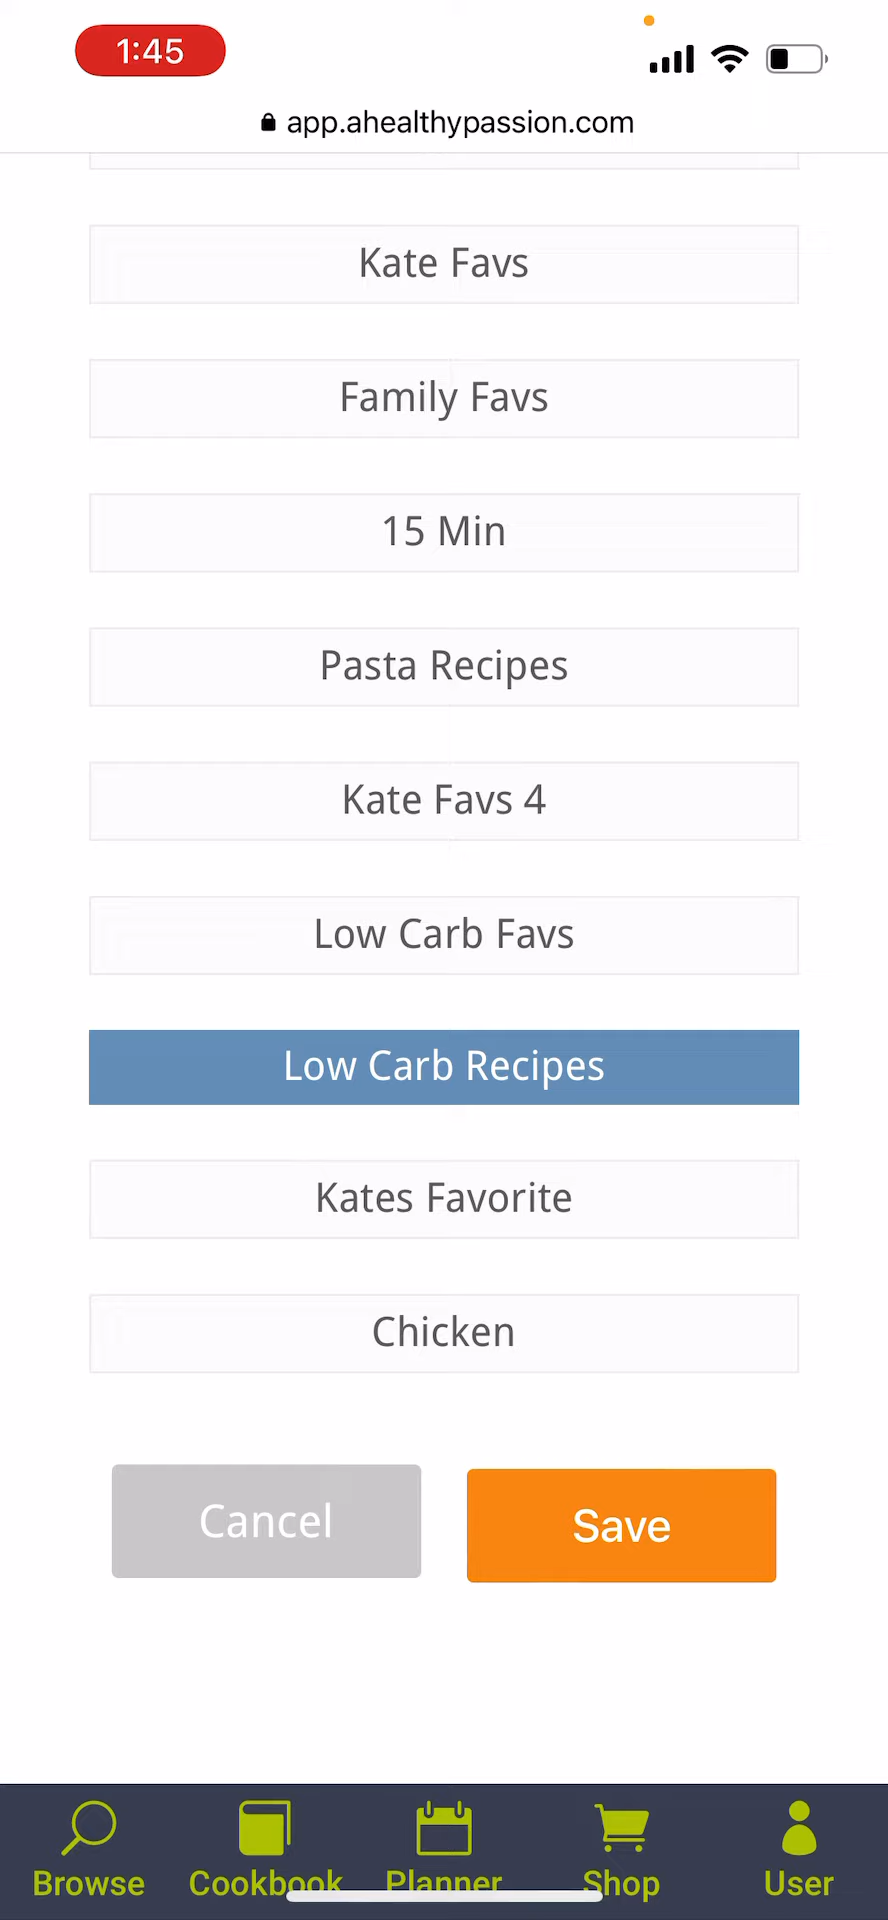 1:45
app.ahealthypassion.com
Kate Favs
Family Favs
15 Min
Pasta Recipes
Kate Favs 4
Low Carb Favs
Low Carb Recipes
Kates Favorite
Chicken
Cancel
Save
Browse
Cookbook
Planner
Shop
User